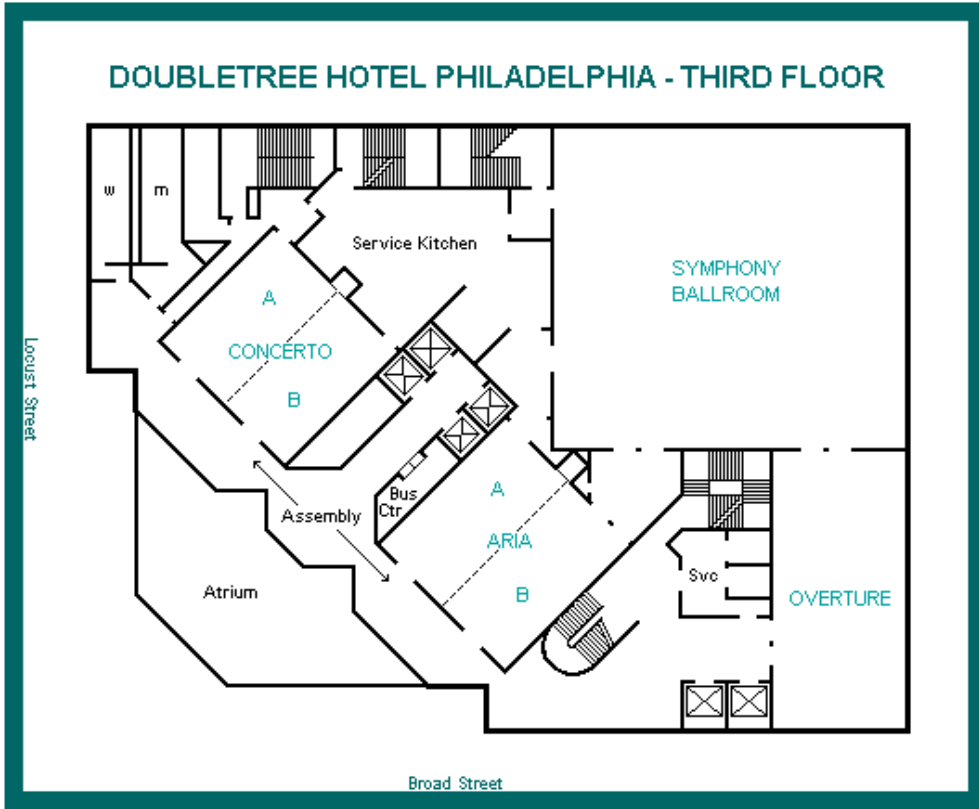 DOUBLETREE HOTEL PHILADELPHIA - THIRD FLOOR
w
m
Service Kitchen
SYMPHONY
BALLROOM
A
CONCERTO
B
Locust Street
Bus
Ctr.
Assembly
A
ARIA
B
Svc
Atrium
OVERTURE
Broad Street